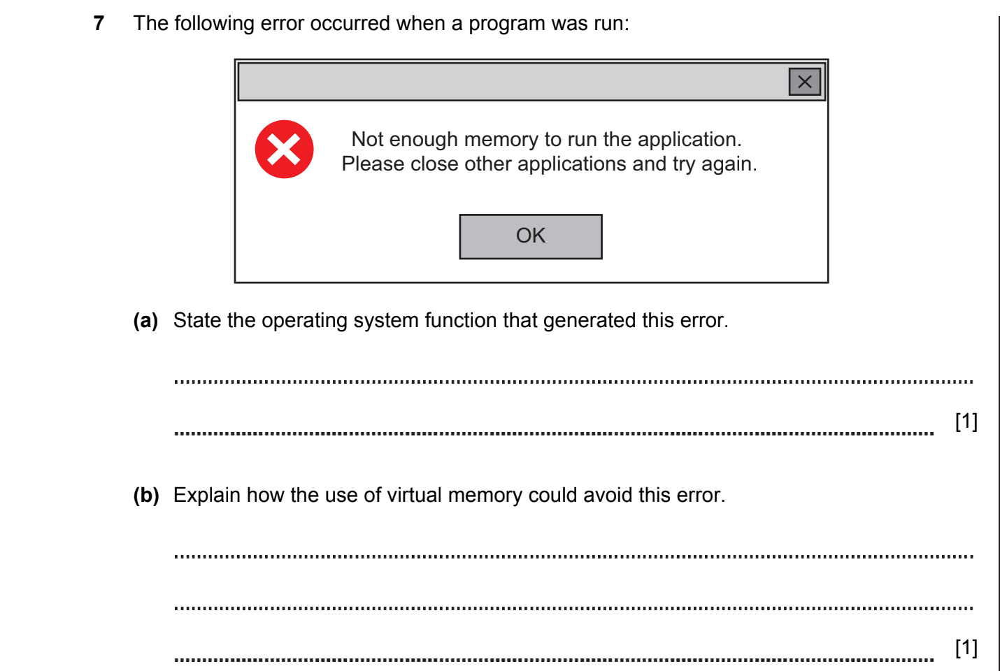 7 The following error occurred when a program was run:
Not enough memory to run the application.
Please close other applications and try again.
OK
(a) State the operating system function that generated this error.
[1]
(b) Explain how the use of virtual memory could avoid this error.
[1]